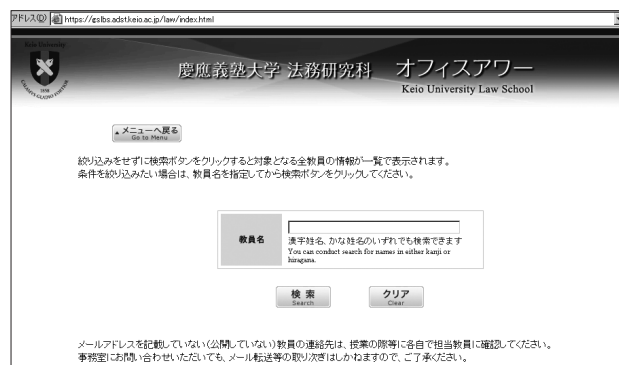 アドレス(D) https://gslbs.adst.keio.ac.jp/law/index.html
Keio University
1858
CALAMVS GLADIO FORTIOR
慶應義塾大学 法務研究科 オフィスアワー
Keio University Law School
▲メニューへ戻る
Go to Menu
絞り込みをせずに検索ボタンをクリックすると対象となる全教員の情報が一覧で表示されます。
条件を絞り込みたい場合は、教員名を指定してから検索ボタンをクリックしてください。
教員名
漢字姓名、かな姓名のいずれでも検索できます
You can conduct search for names in either kanji or
hiragana.
検 索
Search
クリア
Clear
メールアドレスを記載していない(公開していない)教員の連絡先は、授業の際等に各自で担当教員に確認してください。
事務室にお問い合わせいただいても、メール転送等の取り次ぎはしかねますので、ご了承ください。